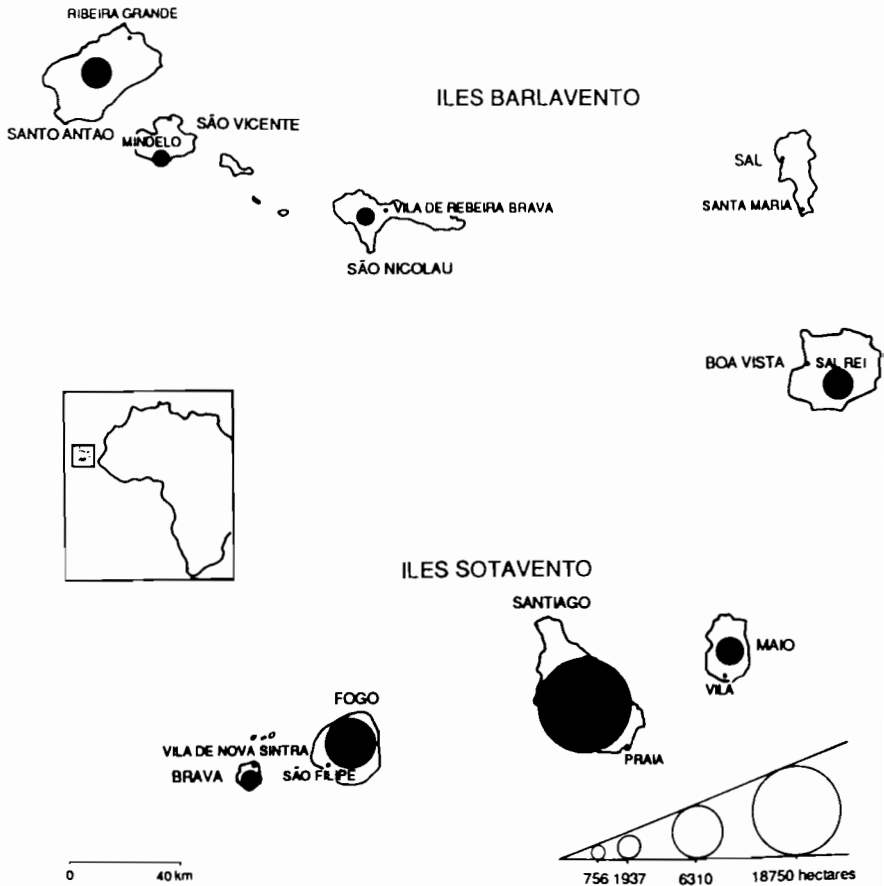 RIBEIRA GRANDE
ILES BARLAVENTO
SANTO ANTAO
SÃO VICENTE
MINDELO
SAL
SANTA MARIA
VILA DE REBEIRA BRAVA
SÃO NICOLAU
BOA VISTA
SAL REI
ILES SOTAVENTO
SANTIAGO
MAIO
VILA
FOGO
VILA DE NOVA SINTRA
BRAVA
SÃO FILIPE
PRAIA
0 40 km
756 1937 6310 18750 hectares